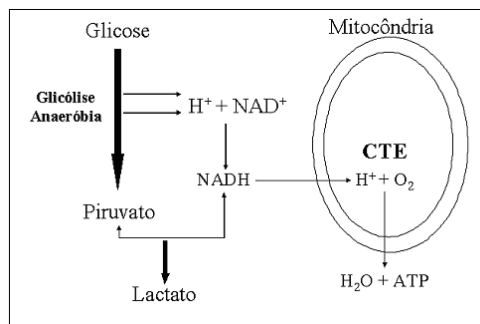 Glicose
Mitocôndria
Glicólise
Anaeróbia
H⁺ + NAD⁺
CTE
NADH
H⁺ + O₂
Piruvato
Lactato
H₂O + ATP